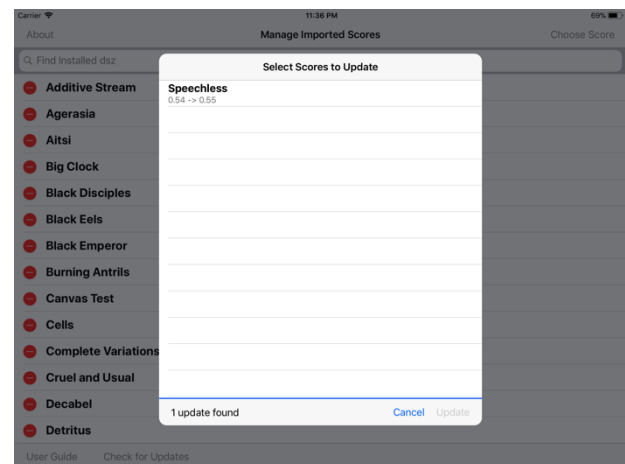 Carrier 11:36 PM 69%
About Manage Imported Scores Choose Score
Find Installed dsz
Select Scores to Update
Speechless
0.54 -> 0.55
Additive Stream
Agerasia
Aitsi
Big Clock
Black Disciples
Black Eels
Black Emperor
Burning Antrils
Canvas Test
Cells
Complete Variations
Cruel and Usual
Decabel
Detritus
1 update found Cancel Update
User Guide Check for Updates